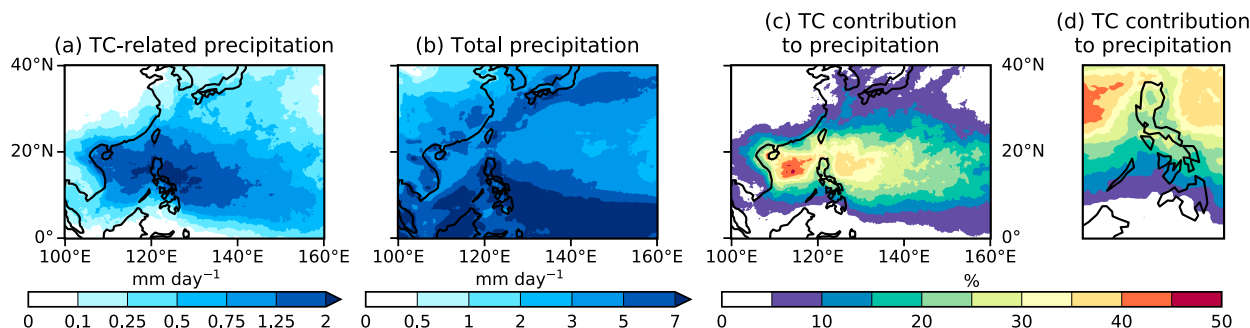 (a) TC-related precipitation
(b) Total precipitation
(c) TC contribution
to precipitation
(d) TC contribution
to precipitation
40°N
20°N
0°
100°E 120°E 140°E 160°E
100°E 120°E 140°E 160°E
100°E 120°E 140°E 160°E
40°N
20°N
0°
mm day⁻¹
mm day⁻¹
%
0 0.1 0.25 0.5 0.75 1.25 2
0 0.5 1 2 3 5 7
0 10 20 30 40 50